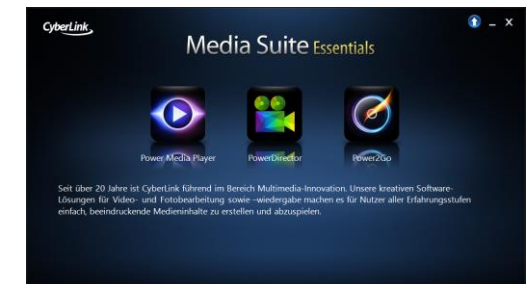 CyberLink
Media Suite Essentials
Power Media Player
PowerDirector
Power2Go
Seit über 20 Jahre ist CyberLink führend im Bereich Multimedia-Innovation. Unsere kreativen Software-
Lösungen für Video- und Fotobearbeitung sowie –wiedergabe machen es für Nutzer aller Erfahrungsstufen
einfach, beeindruckende Medieninhalte zu erstellen und abzuspielen.